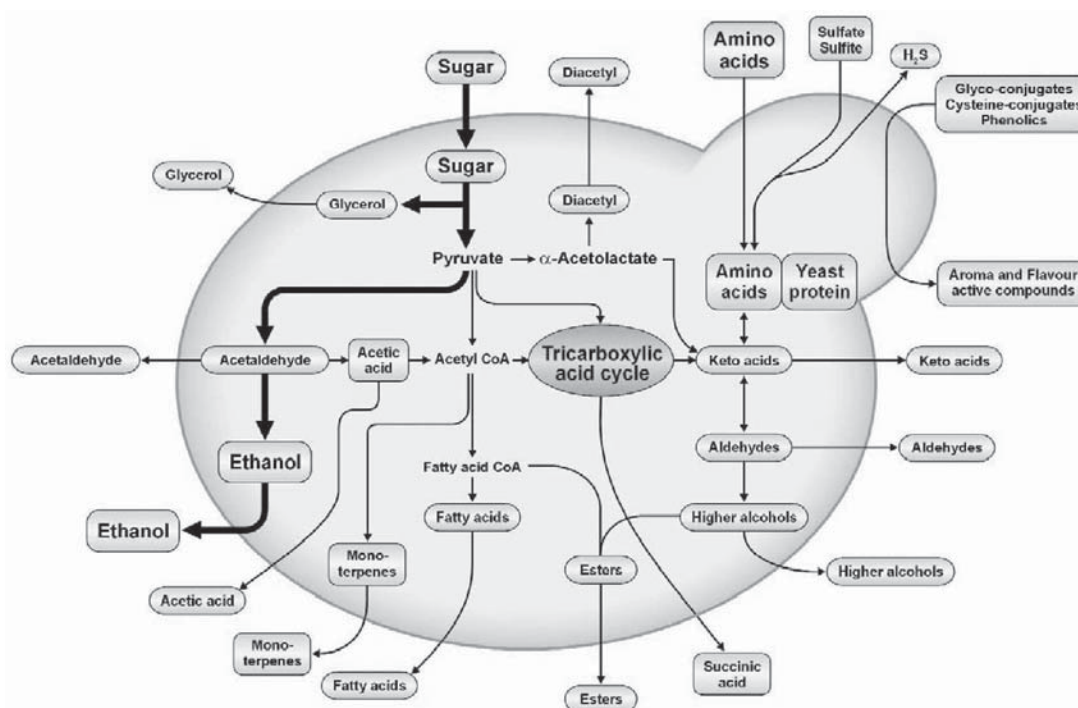 Sugar
Diacetyl
Amino
acids
Sulfate
Sulfite
H₂S
Glyco-conjugates
Cysteine-conjugates
Phenolics
Sugar
Glycerol
Glycerol
Diacetyl
Pyruvate
α-Acetolactate
Amino
acids
Yeast
protein
Aroma and Flavour
active compounds
Acetaldehyde
Acetaldehyde
Acetic
acid
Acetyl CoA
Tricarboxylic
acid cycle
Keto acids
Keto acids
Ethanol
Fatty acid CoA
Aldehydes
Aldehydes
Ethanol
Fatty acids
Higher alcohols
Mono-
terpenes
Esters
Higher alcohols
Acetic acid
Mono-
terpenes
Fatty acids
Esters
Succinic
acid